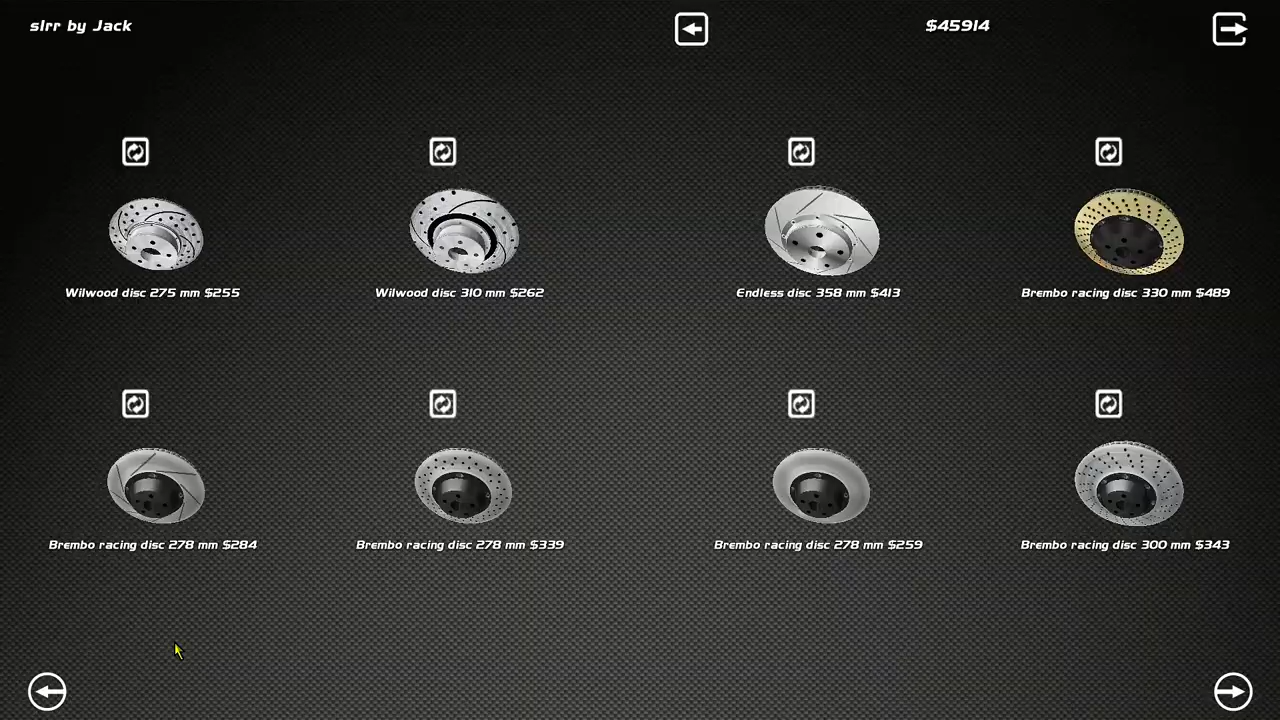 slrr by Jack
$45914
Wilwood disc 275 mm $255
Wilwood disc 310 mm $262
Endless disc 358 mm $413
Brembo racing disc 330 mm $489
Brembo racing disc 278 mm $284
Brembo racing disc 278 mm $339
Brembo racing disc 278 mm $259
Brembo racing disc 300 mm $343